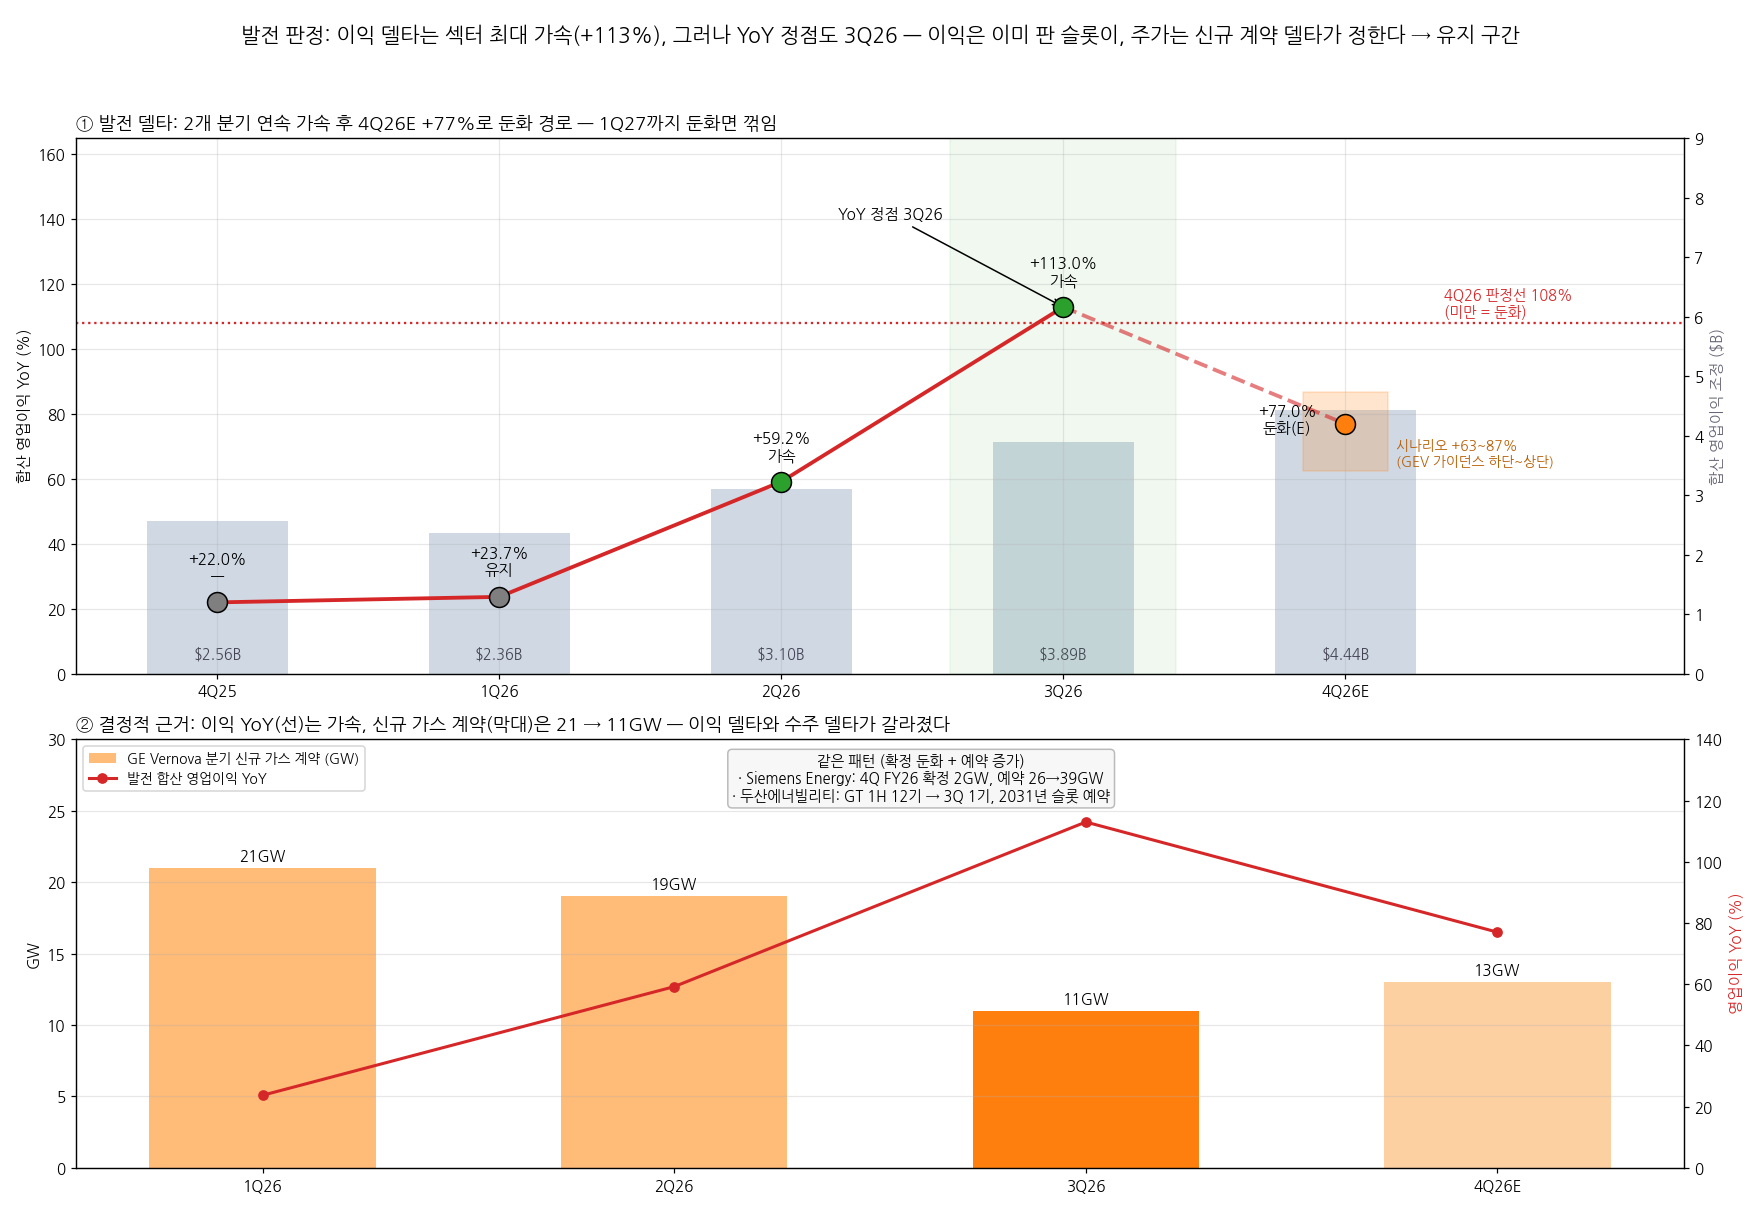 발전 판정: 이익 델타는 섹터 최대 가속(+113%), 그러나 YoY 정점도 3Q26 — 이익은 이미 판 슬롯이, 주가는 신규 계약 델타가 정한다 → 유지 구간
① 발전 델타: 2개 분기 연속 가속 후 4Q26E +77%로 둔화 경로 — 1Q27까지 둔화면 꺾임
합산 영업이익 YoY (%)
160
140
120
100
80
60
40
20
0
9
8
7
6
5
4
3
2
1
0
합산 영업이익 조정 ($B)
YoY 정점 3Q26
+113.0%
가속
4Q26 판정선 108%
(미만 = 둔화)
+77.0%
둔화(E)
시나리오 +63~87%
(GEV 가이던스 하단~상단)
+59.2%
가속
+22.0%
—
+23.7%
유지
$2.56B
$2.36B
$3.10B
$3.89B
$4.44B
4Q25
1Q26
2Q26
3Q26
4Q26E
② 결정적 근거: 이익 YoY(선)는 가속, 신규 가스 계약(막대)은 21 → 11GW — 이익 델타와 수주 델타가 갈라졌다
GE Vernova 분기 신규 가스 계약 (GW)
발전 합산 영업이익 YoY
같은 패턴 (확정 둔화 + 예약 증가)
· Siemens Energy: 4Q FY26 확정 2GW, 예약 26→39GW
· 두산에너빌리티: GT 1H 12기 → 3Q 1기, 2031년 슬롯 예약
GW
30
25
20
15
10
5
0
140
120
100
80
60
40
20
0
영업이익 YoY (%)
21GW
19GW
11GW
13GW
1Q26
2Q26
3Q26
4Q26E